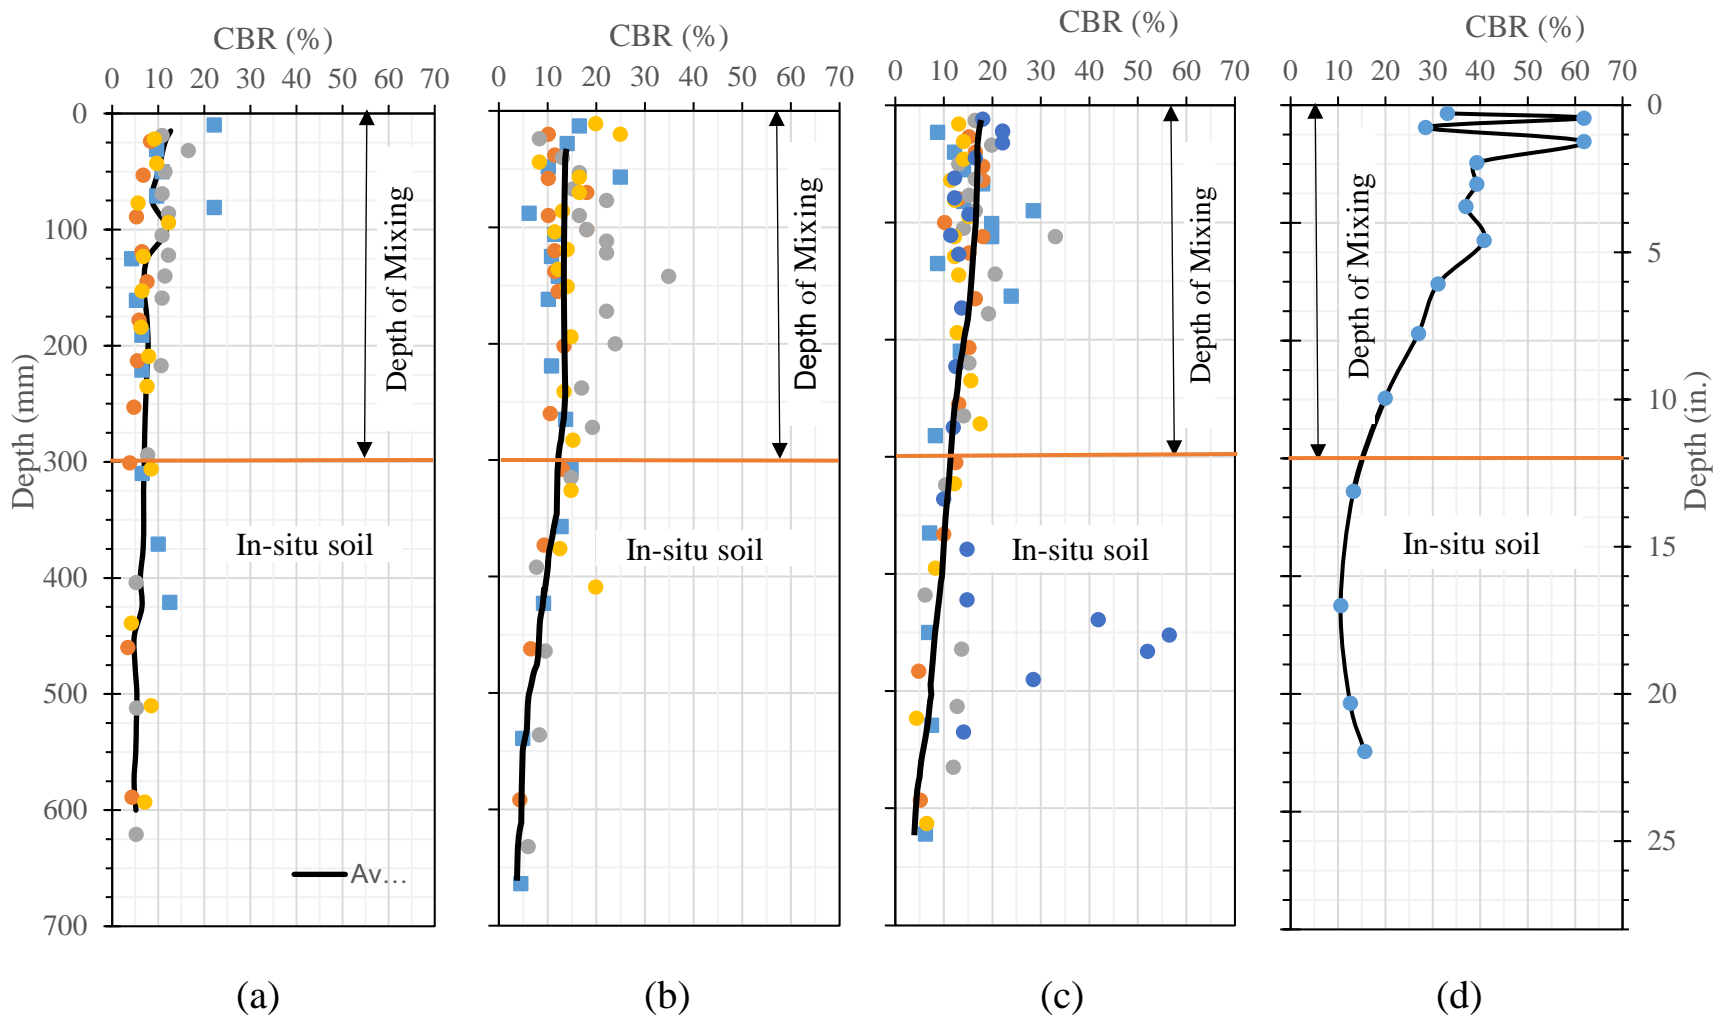 CBR (%)
0 10 20 30 40 50 60 70
0
100
200
300
400
500
600
700
Depth (mm)
Depth of Mixing
In-situ soil
Av...
(a)
CBR (%)
0 10 20 30 40 50 60 70
Depth of Mixing
In-situ soil
(b)
CBR (%)
0 10 20 30 40 50 60 70
Depth of Mixing
In-situ soil
(c)
CBR (%)
0 10 20 30 40 50 60 70
Depth of Mixing
In-situ soil
0
5
10
15
20
25
Depth (in.)
(d)